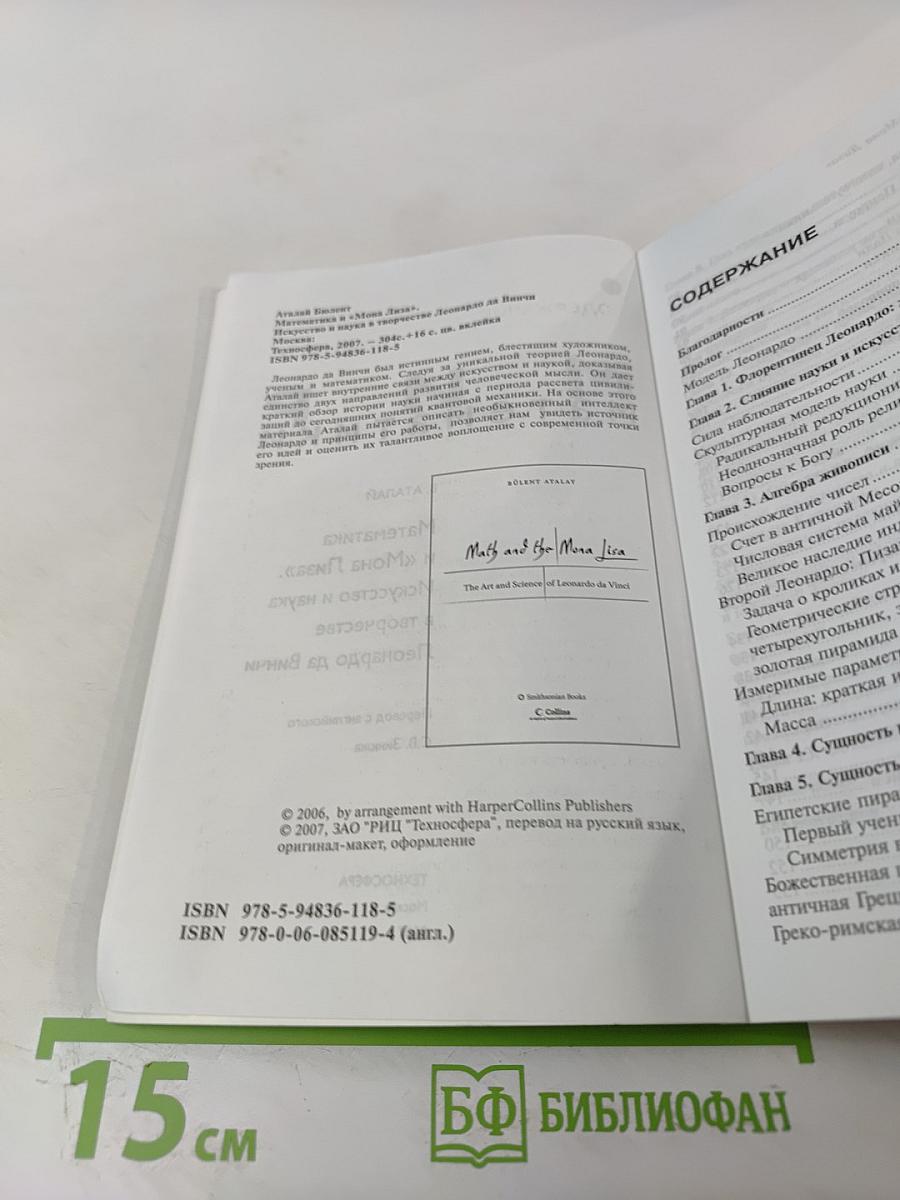 Аталай Бюлент
Математика и «Мона Лиза».
Искусство и наука в творчестве Леонардо да Винчи
Москва:
Техносфера, 2007. – 304с.+16 с. цв. вклейка
ISBN 978-5-94836-118-5
Леонардо да Винчи был истинным гением, блестящим художником,
ученым и математиком. Следуя за уникальной теорией Леонардо,
Аталай ищет внутренние связи между искусством и наукой, доказывая
единство двух направлений развития человеческой мысли. Он дает
краткий обзор истории науки начиная с периода рассвета цивили-
заций до сегодняшних понятий квантовой механики. На основе этого
материала Аталай пытается описать необыкновенный интеллект
Леонардо и принципы его работы, позволяет нам увидеть источник
его идей и оценить их талантливое воплощение с современной точки
зрения.
BÜLENT ATALAY
Math and the Mona Lisa
The Art and Science of Leonardo da Vinci
Smithsonian Books
Collins
© 2006, by arrangement with HarperCollins Publishers
© 2007, ЗАО "РИЦ "Техносфера", перевод на русский язык,
оригинал-макет, оформление
ISBN 978-5-94836-118-5
ISBN 978-0-06-085119-4 (англ.)
СОДЕРЖАНИЕ
Благодарности
Пролог
Модель Леонардо
Глава 1. Флорентинец Леонардо:
Глава 2. Слияние науки и искусст
Сила наблюдательности
Скульптурная модель науки
Радикальный редукциони
Неоднозначная роль рели
Вопросы к Богу
Глава 3. Алгебра живописи
Происхождение чисел
Счет в античной Месо
Числовая система май
Великое наследие инд
Второй Леонардо: Пиза
Задача о кроликах и
Геометрические стр
четырехугольник, з
золотая пирамида
Измеримые парамет
Длина: краткая и
Масса
Глава 4. Сущность
Глава 5. Сущность
Египетские пира
Первый учен
Симметрия
Божественная
античная Грец
Греко-римска
15 см
БФ БИБЛИОФАН